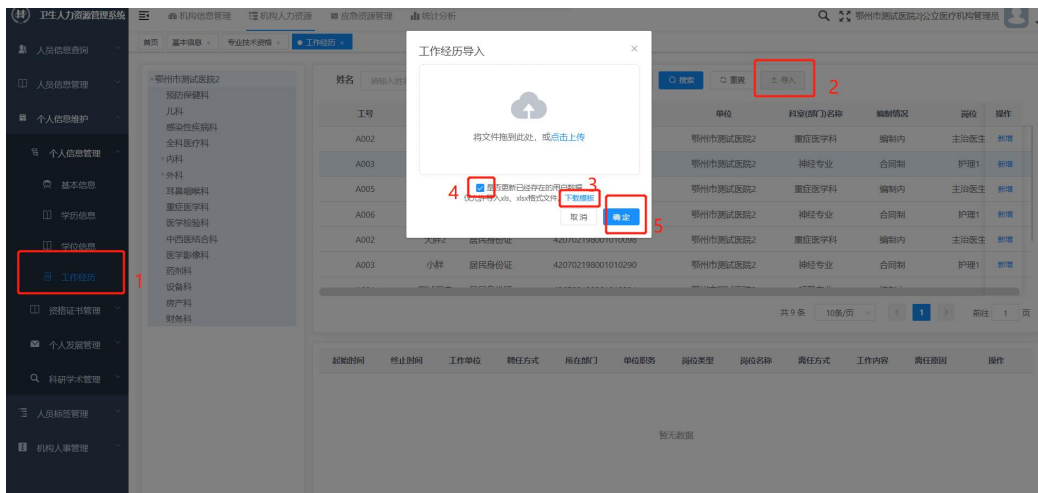 卫生人力资源管理系统
机构信息管理 机构人力资源 应急资源管理 统计分析
鄂州市测试医院2|公立医疗机构管理员
首页 基本信息 × 专业技术资格 × 工作经历 ×
人员信息查询
人员信息管理
个人信息维护
个人信息管理
基本信息
学历信息
学位信息
工作经历
1
资格证书管理
个人发展管理
科研学术管理
人员标签管理
机构人事管理
鄂州市测试医院2
预防保健科
儿科
感染性疾病科
全科医疗科
内科
外科
耳鼻咽喉科
重症医学科
医学检验科
中西医结合科
医学影像科
药剂科
设备科
房产科
财务科
姓名 搜索 重置 导入
2
工号 单位 科室(部门)名称 编制情况 岗位 操作
A002 鄂州市测试医院2 重症医学科 编制内 主治医生 新增
A003 鄂州市测试医院2 神经专业 合同制 护理1 新增
A005 鄂州市测试医院2 重症医学科 编制内 主治医生 新增
A006 鄂州市测试医院2 神经专业 合同制 护理1 新增
A002 大胖2 居民身份证 420702198001010098 鄂州市测试医院2 重症医学科 编制内 主治医生 新增
A003 小胖 居民身份证 420702198001010290 鄂州市测试医院2 神经专业 合同制 护理1 新增
共 9 条 10条/页 1 前往 1 页
起始时间 终止时间 工作单位 聘任方式 所在部门 单位职务 岗位类型 岗位名称 离任方式 工作内容 离任原因 操作
暂无数据
工作经历导入 ×
将文件拖到此处，或点击上传
4
是否更新已经存在的用户数据
3
仅允许导入xls、xlsx格式文件。 下载模板
取 消 确 定
5